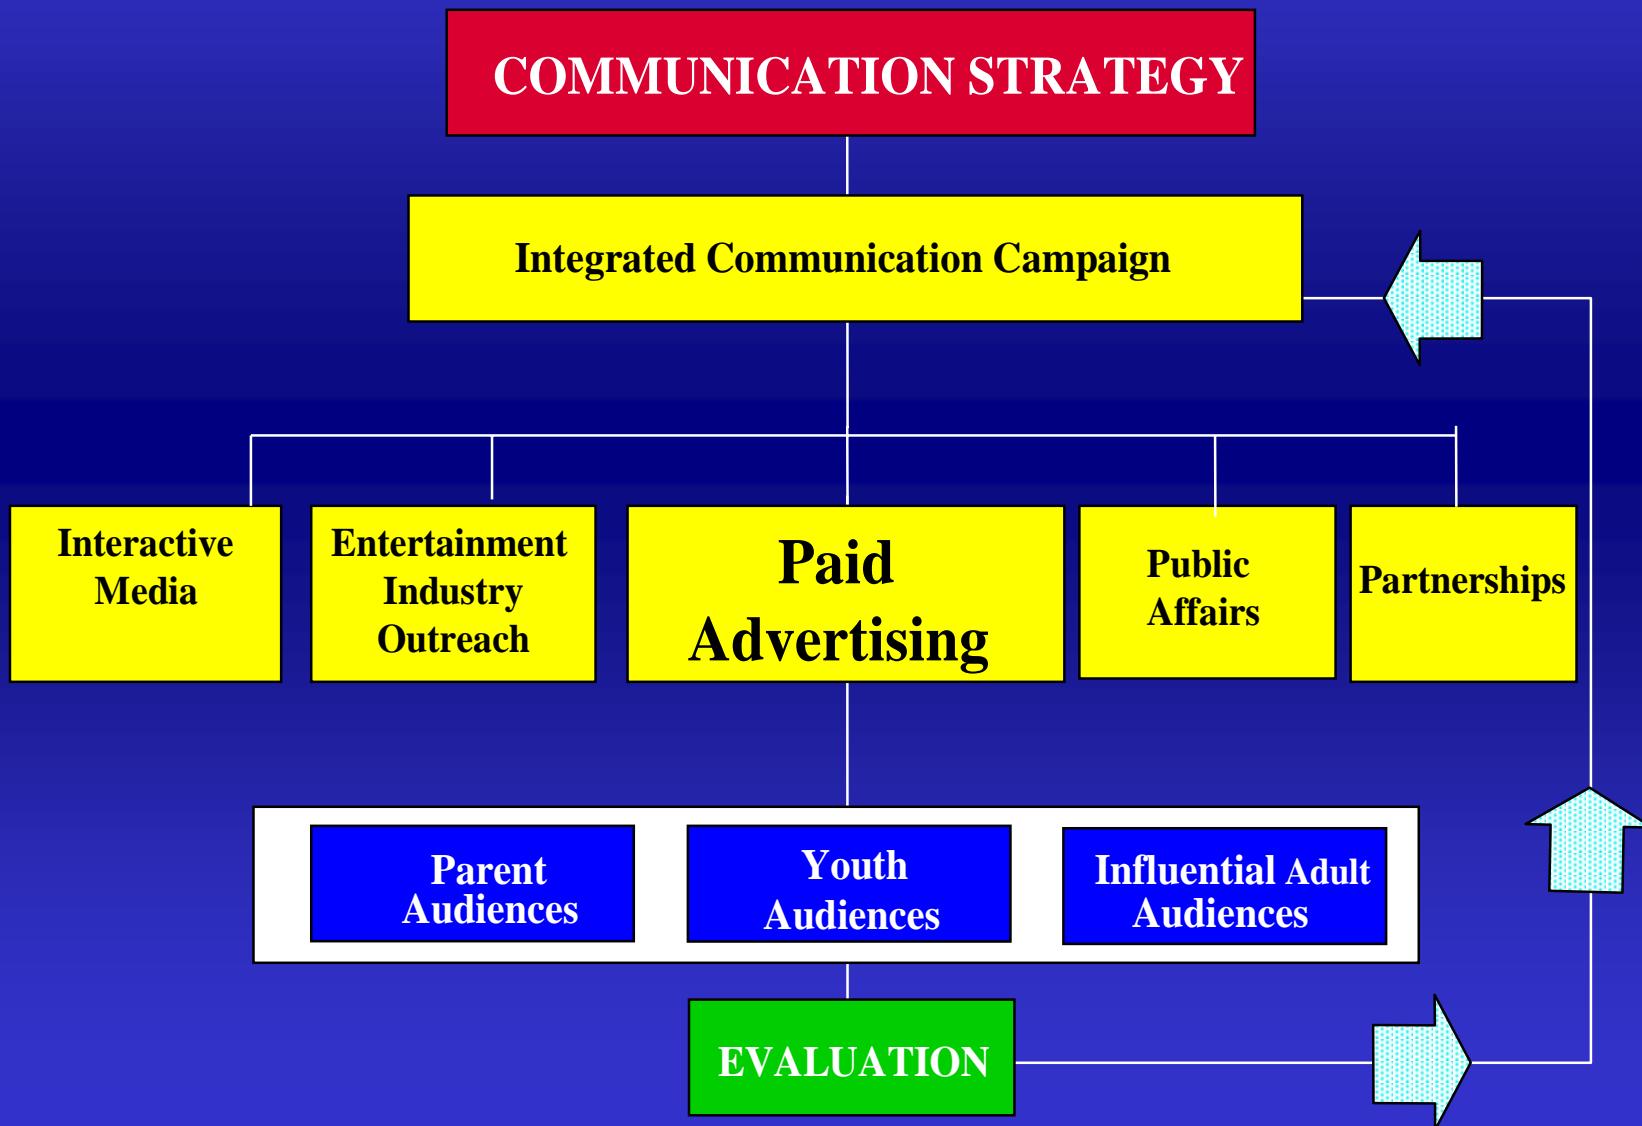 COMMUNICATION STRATEGY
Integrated Communication Campaign
Interactive
Media
Entertainment
Industry
Outreach
Paid
Advertising
Public
Affairs
Partnerships
Parent
Audiences
Youth
Audiences
Influential Adult
Audiences
EVALUATION